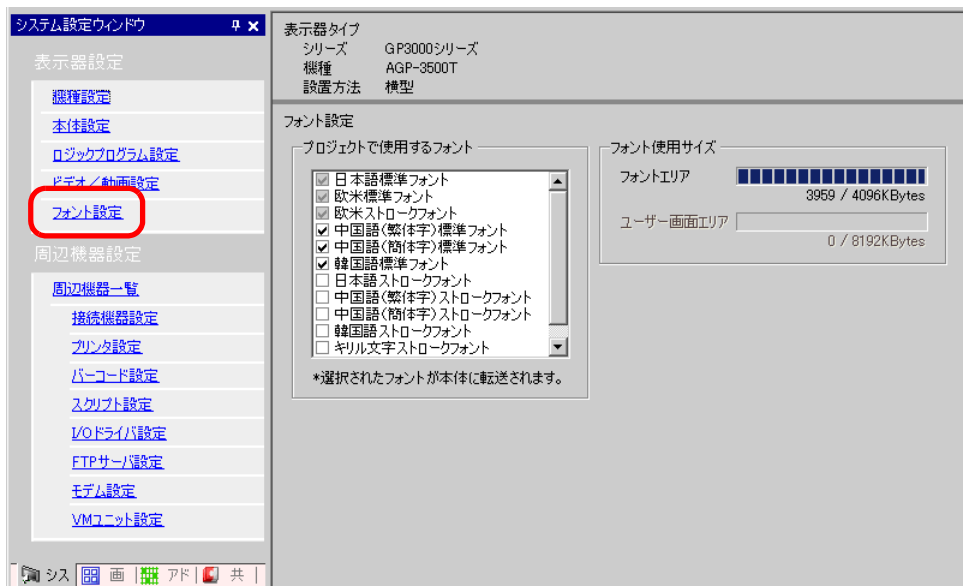 システム設定ウィンドウ
表示器設定
機種設定
本体設定
ロジックプログラム設定
ビデオ／動画設定
フォント設定
周辺機器設定
周辺機器一覧
接続機器設定
プリンタ設定
バーコード設定
スクリプト設定
I/Oドライバ設定
FTPサーバ設定
モデム設定
VMユニット設定
シス
画
アド
共
表示器タイプ
シリーズ GP3000シリーズ
機種 AGP-3500T
設置方法 横型
フォント設定
プロジェクトで使用するフォント
日本語標準フォント
欧米標準フォント
欧米ストロークフォント
中国語(繁体字)標準フォント
中国語(簡体字)標準フォント
韓国語標準フォント
日本語ストロークフォント
中国語(繁体字)ストロークフォント
中国語(簡体字)ストロークフォント
韓国語ストロークフォント
キリル文字ストロークフォント
*選択されたフォントが本体に転送されます。
フォント使用サイズ
フォントエリア
3959 / 4096KBytes
ユーザー画面エリア
0 / 8192KBytes